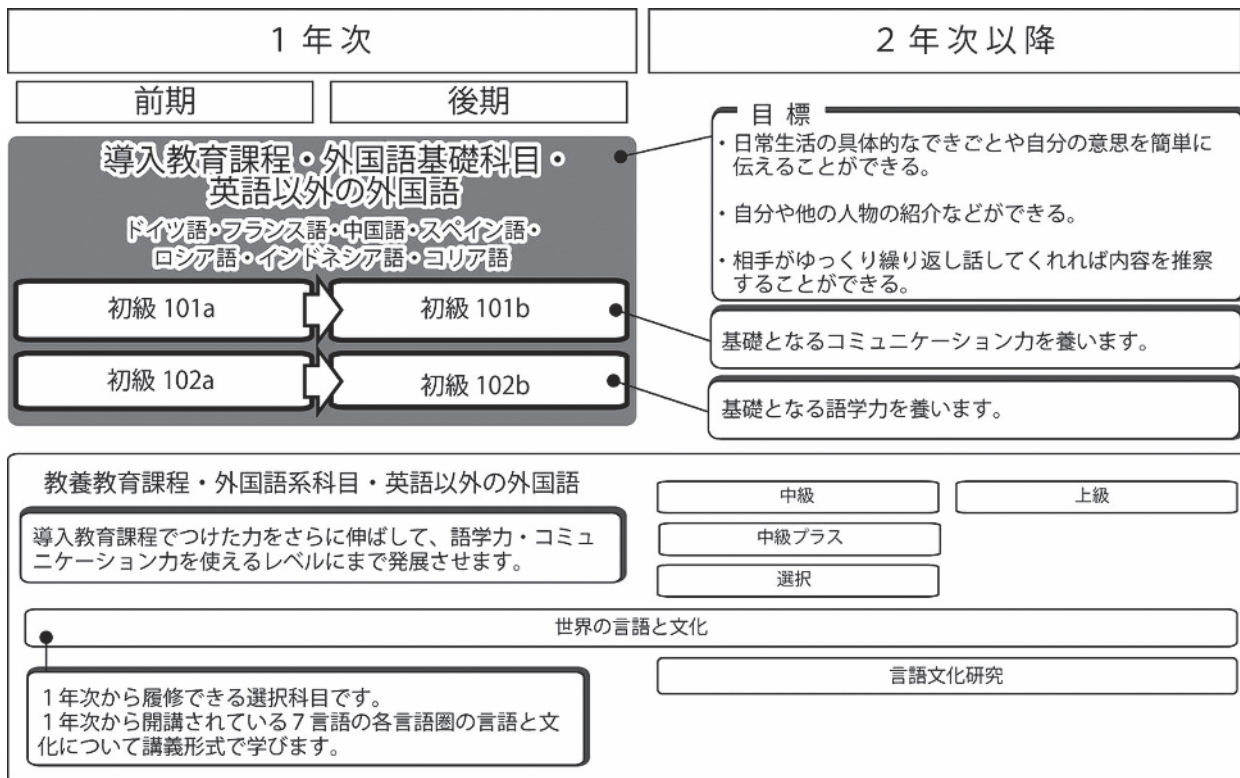 1年次
2年次以降
前期
後期
導入教育課程・外国語基礎科目・
英語以外の外国語
ドイツ語・フランス語・中国語・スペイン語・
ロシア語・インドネシア語・コリア語
初級 101a
初級 101b
初級 102a
初級 102b
目 標
・日常生活の具体的なできごとや自分の意思を簡単に
伝えることができる。
・自分や他の人物の紹介などができる。
・相手がゆっくり繰り返し話してくれれば内容を推察
することができる。
基礎となるコミュニケーション力を養います。
基礎となる語学力を養います。
教養教育課程・外国語系科目・英語以外の外国語
導入教育課程でつけた力をさらに伸ばして、語学力・コミュ
ニケーション力を使えるレベルにまで発展させます。
中級
上級
中級プラス
選択
世界の言語と文化
1年次から履修できる選択科目です。
1年次から開講されている7言語の各言語圏の言語と文
化について講義形式で学びます。
言語文化研究